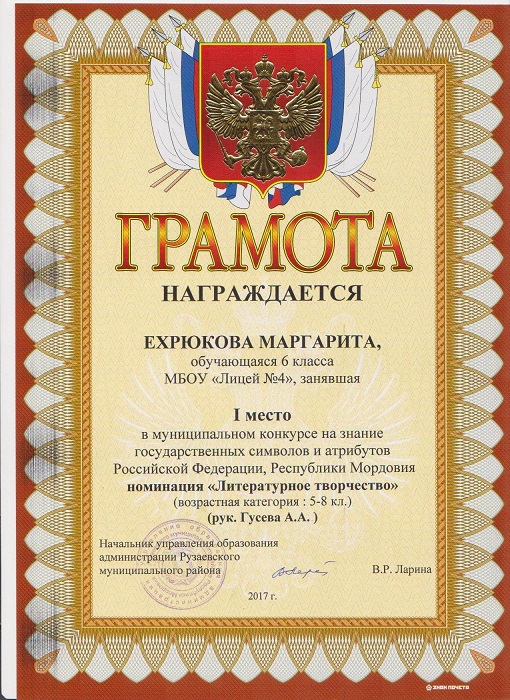 ГРАМОТА
НАГРАЖДАЕТСЯ
ЕХРЮКОВА МАРГАРИТА,
обучающаяся 6 класса
МБОУ «Лицей №4», занявшая
I место
в муниципальном конкурсе на знание
государственных символов и атрибутов
Российской Федерации, Республики Мордовия
номинация «Литературное творчество»
(возрастная категория : 5-8 кл.)
(рук. Гусева А.А. )
Начальник управления образования
администрации Рузаевского
муниципального района
В.Р. Ларина
2017 г.
ЗНАК ПОЧЕТА